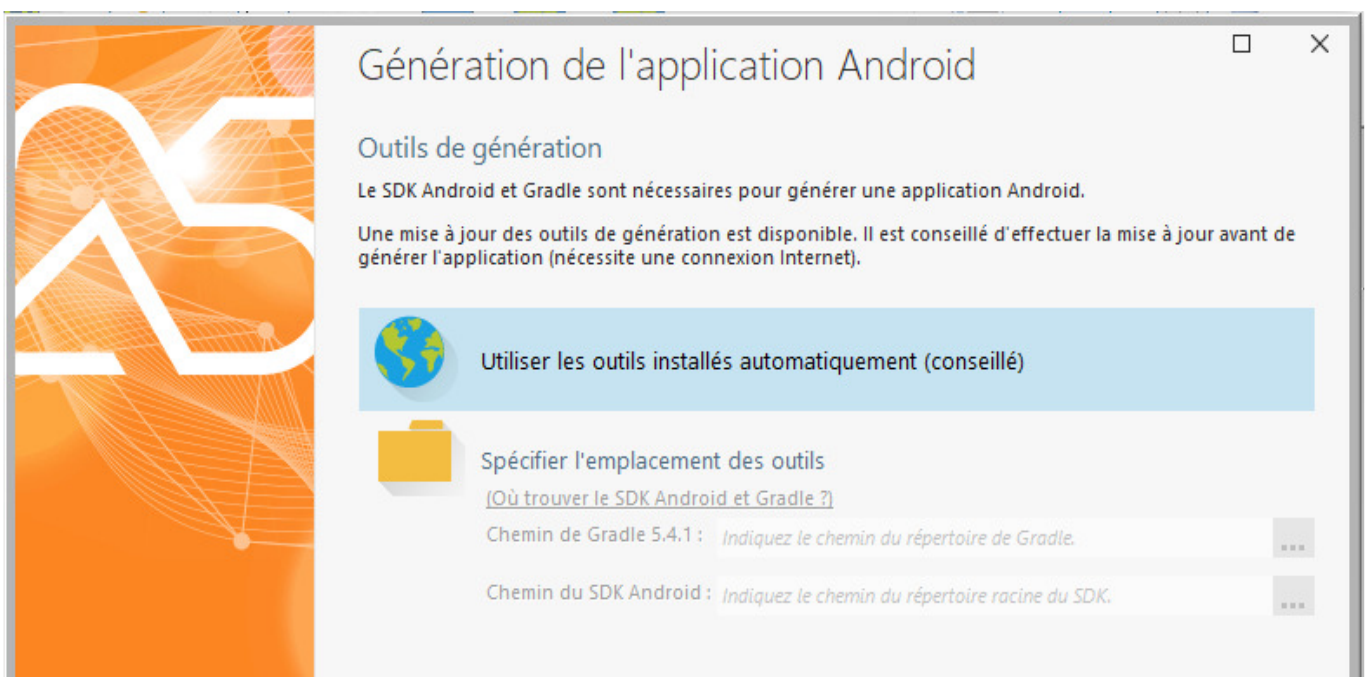 Génération de l'application Android
Outils de génération
Le SDK Android et Gradle sont nécessaires pour générer une application Android.
Une mise à jour des outils de génération est disponible. Il est conseillé d'effectuer la mise à jour avant de
générer l'application (nécessite une connexion Internet).
Utiliser les outils installés automatiquement (conseillé)
Spécifier l'emplacement des outils
(Où trouver le SDK Android et Gradle ?)
Chemin de Gradle 5.4.1 : Indiquez le chemin du répertoire de Gradle. ...
Chemin du SDK Android : Indiquez le chemin du répertoire racine du SDK. ...